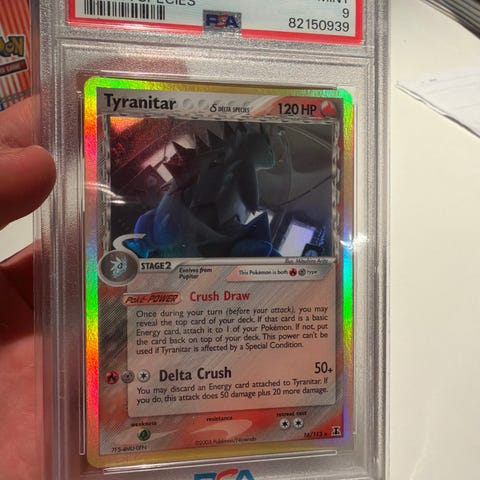 SPECIES
PSA
MINT
9
82150939
Tyranitar
δ DELTA SPECIES
120 HP
Illus. Mitsuhiro Arita
STAGE 2
Evolves from
Pupitar
This Pokémon is both type
Poké-POWER Crush Draw
Once during your turn (before your attack), you may
reveal the top card of your deck. If that card is a basic
Energy card, attach it to 1 of your Pokémon. If not, put
the card back on top of your deck. This power can't be
used if Tyranitar is affected by a Special Condition.
Delta Crush 50+
You may discard an Energy card attached to Tyranitar. If
you do, this attack does 50 damage plus 20 more damage.
weakness
resistance
retreat cost
©2005 Pokémon/Nintendo
16/113
PSA